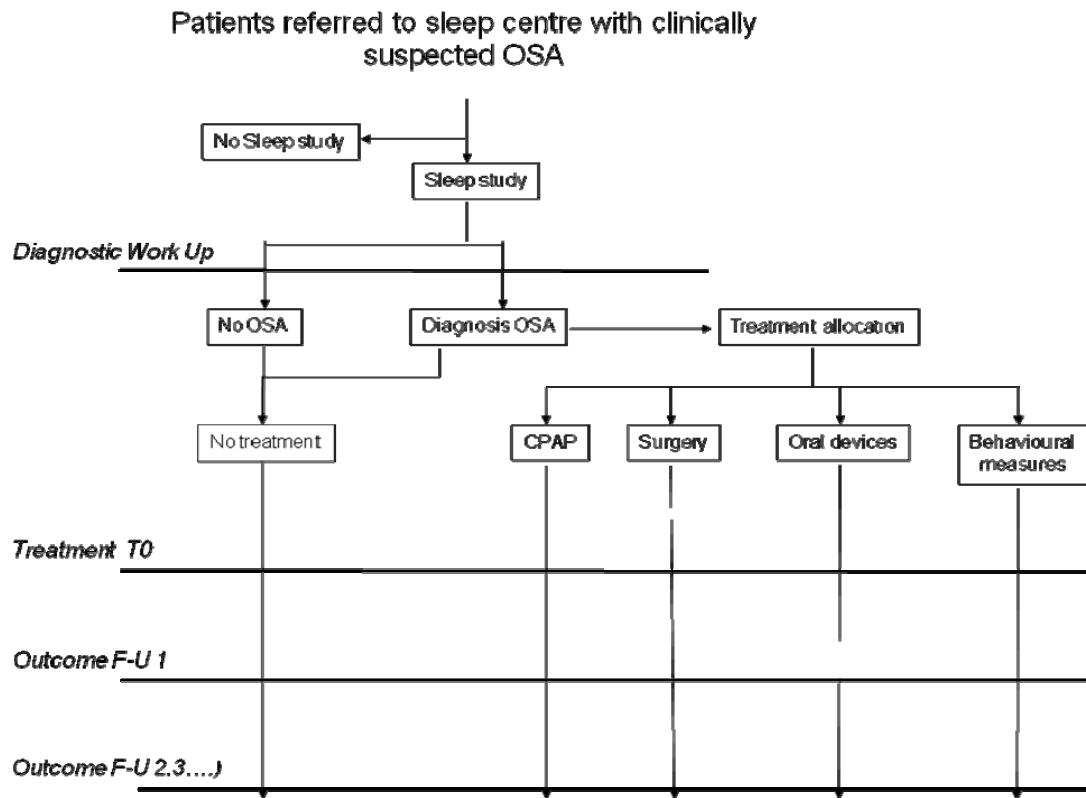 Patients referred to sleep centre with clinically
suspected OSA
No Sleep study
Sleep study
Diagnostic Work Up
No OSA
Diagnosis OSA
Treatment allocation
No treatment
CPAP
Surgery
Oral devices
Behavioural
measures
Treatment T0
Outcome F-U 1
Outcome F-U 2.3....)